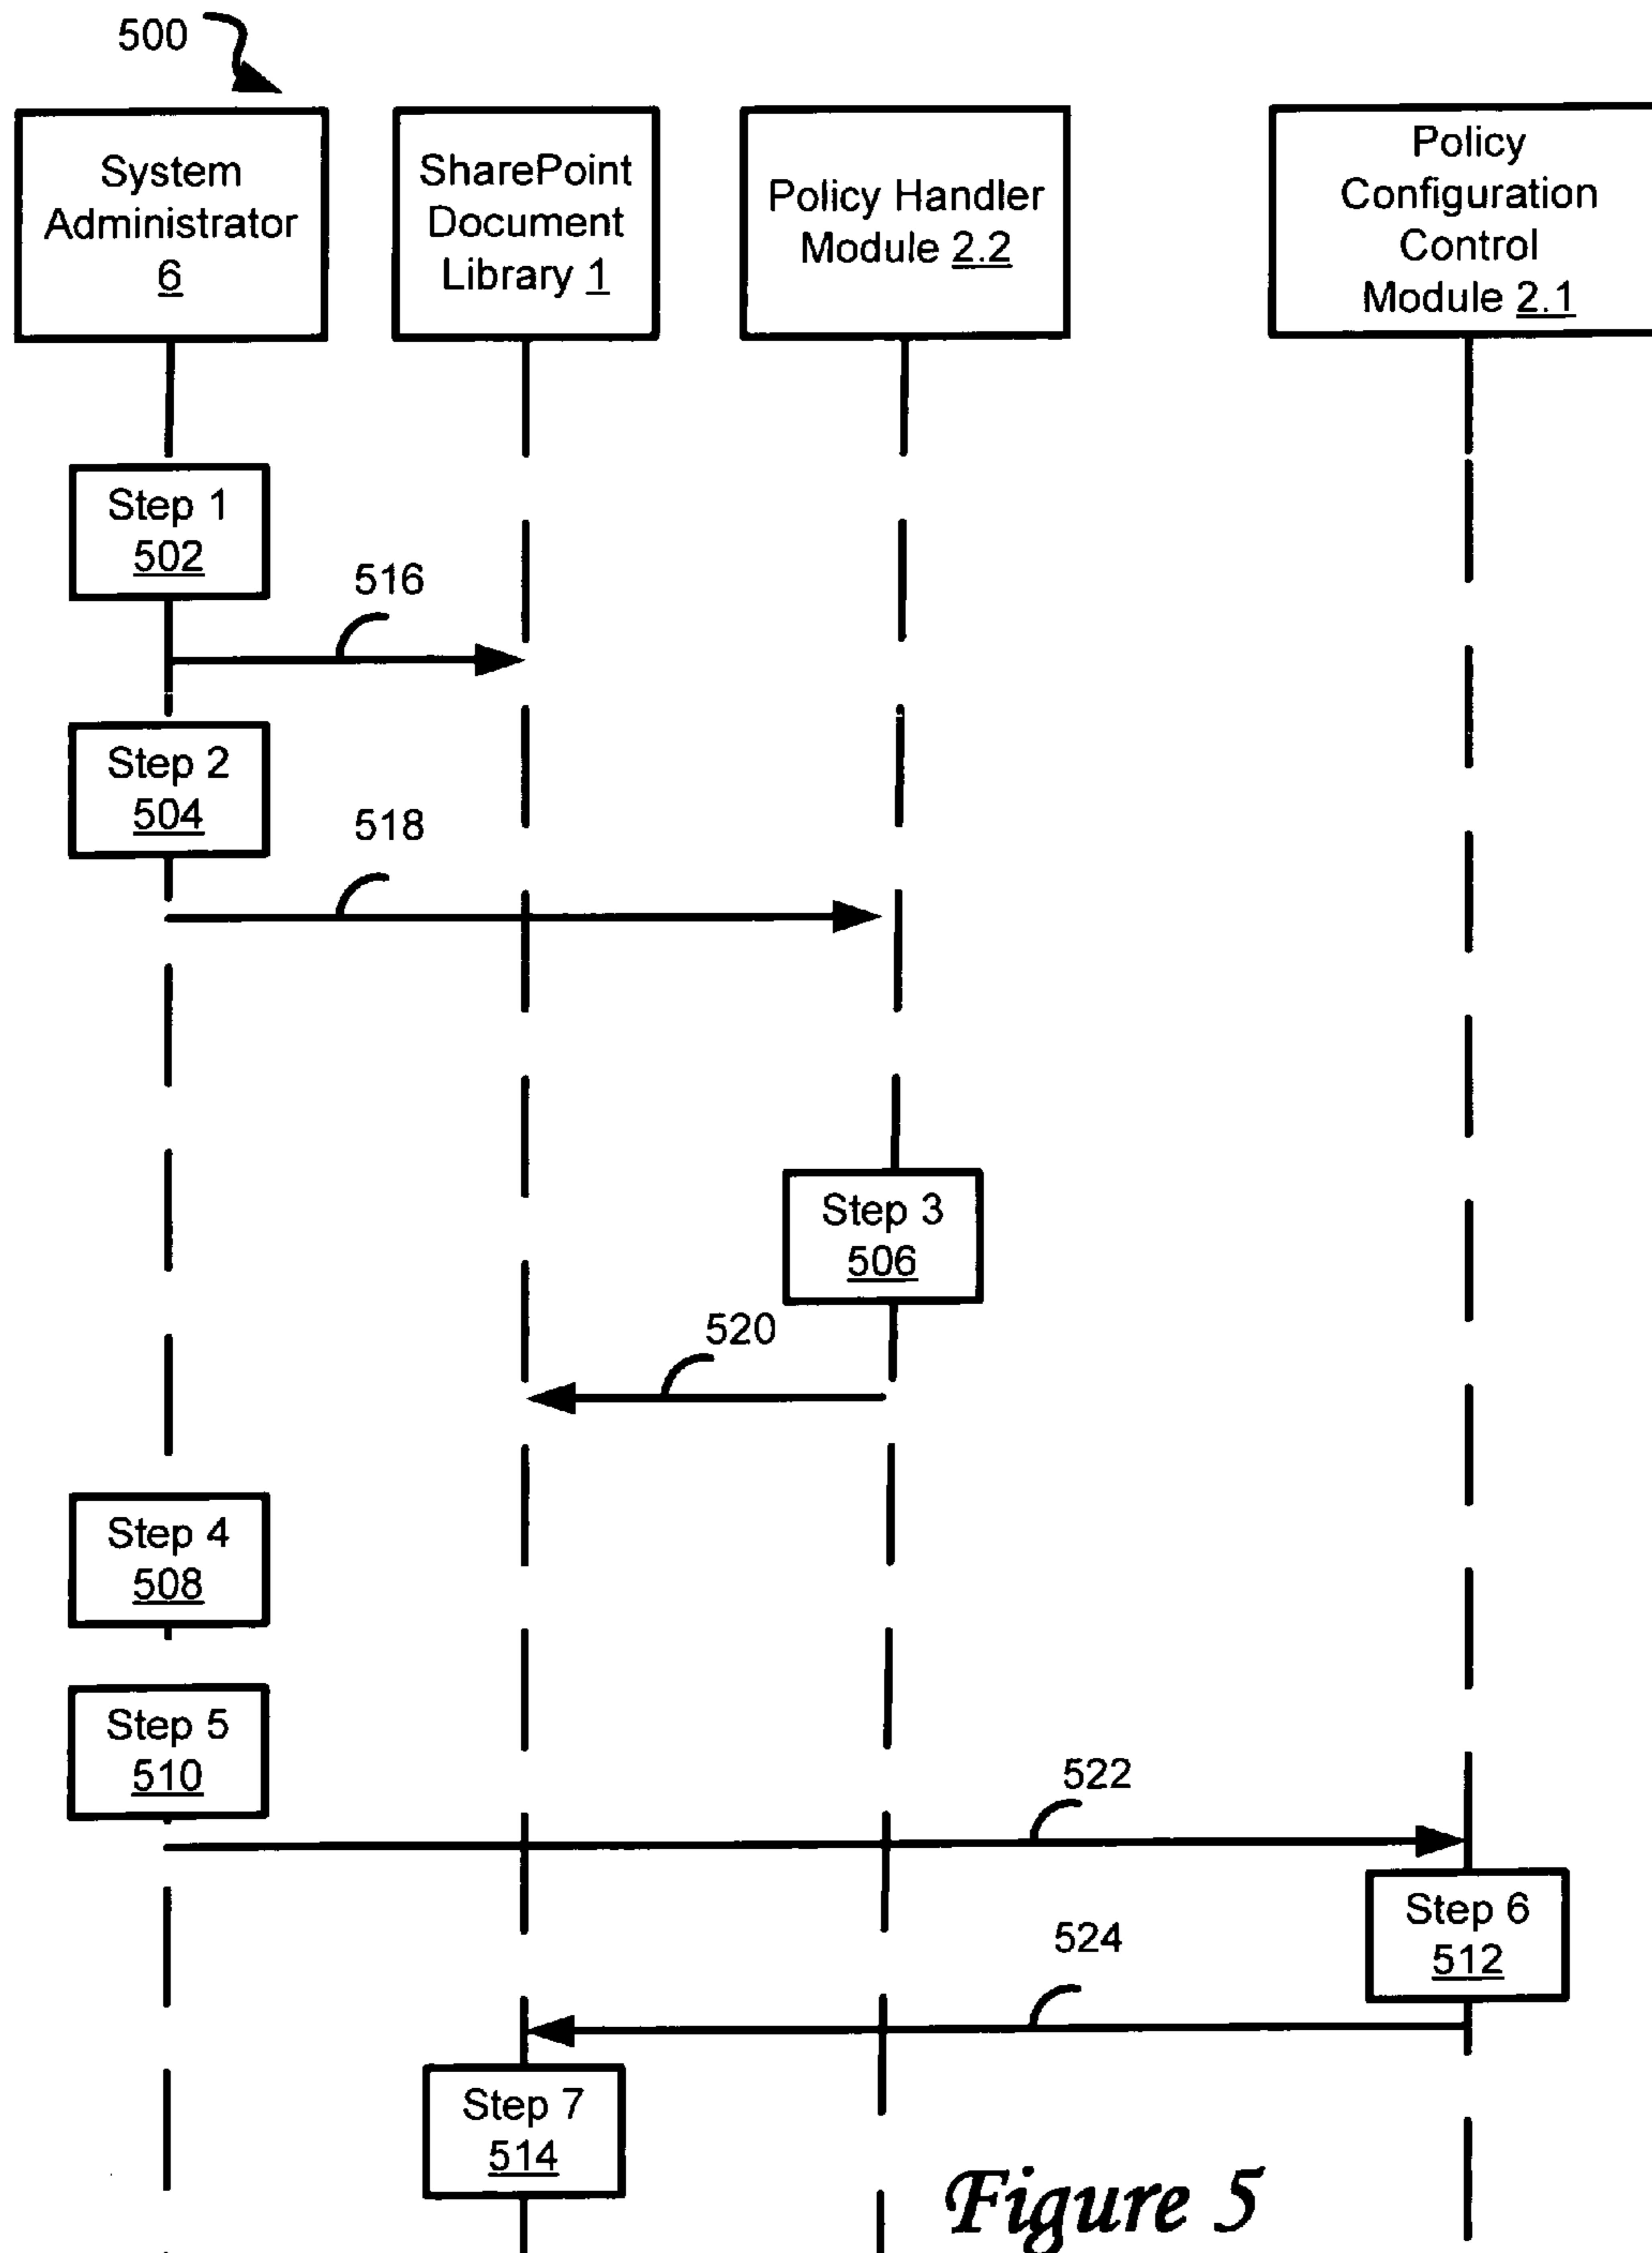 500
System
Administrator
6
SharePoint
Document
Library 1
Policy Handler
Module 2.2
Policy
Configuration
Control
Module 2.1
Step 1
502
516
Step 2
504
518
Step 3
506
520
Step 4
508
Step 5
510
522
Step 6
512
524
Step 7
514
Figure 5